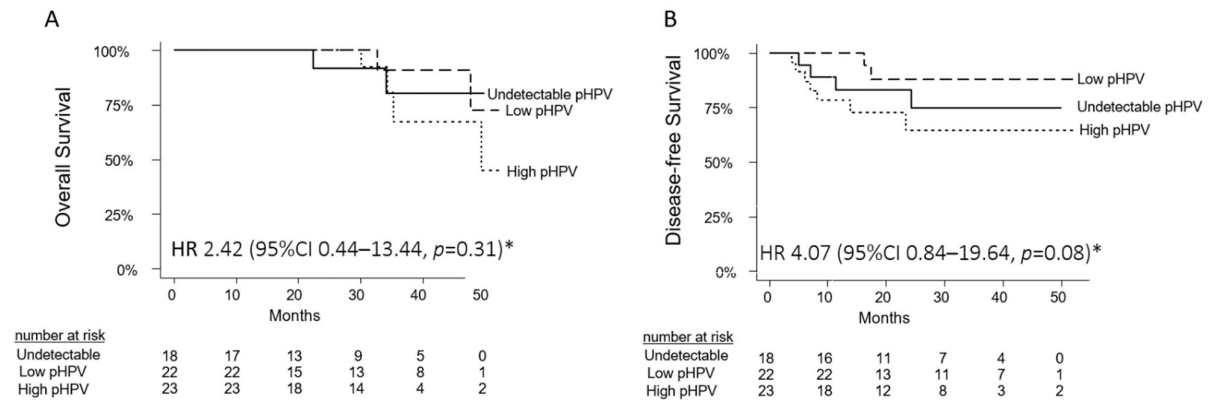 A
Overall Survival
100%
75%
50%
25%
0%
Undetectable pHPV
Low pHPV
High pHPV
HR 2.42 (95%CI 0.44–13.44, p=0.31)*
0 10 20 30 40 50
Months
number at risk
Undetectable 18 17 13 9 5 0
Low pHPV 22 22 15 13 8 1
High pHPV 23 23 18 14 4 2
B
Disease-free Survival
100%
75%
50%
25%
0%
Low pHPV
Undetectable pHPV
High pHPV
HR 4.07 (95%CI 0.84–19.64, p=0.08)*
0 10 20 30 40 50
Months
number at risk
Undetectable 18 16 11 7 4 0
Low pHPV 22 22 13 11 7 1
High pHPV 23 18 12 8 3 2